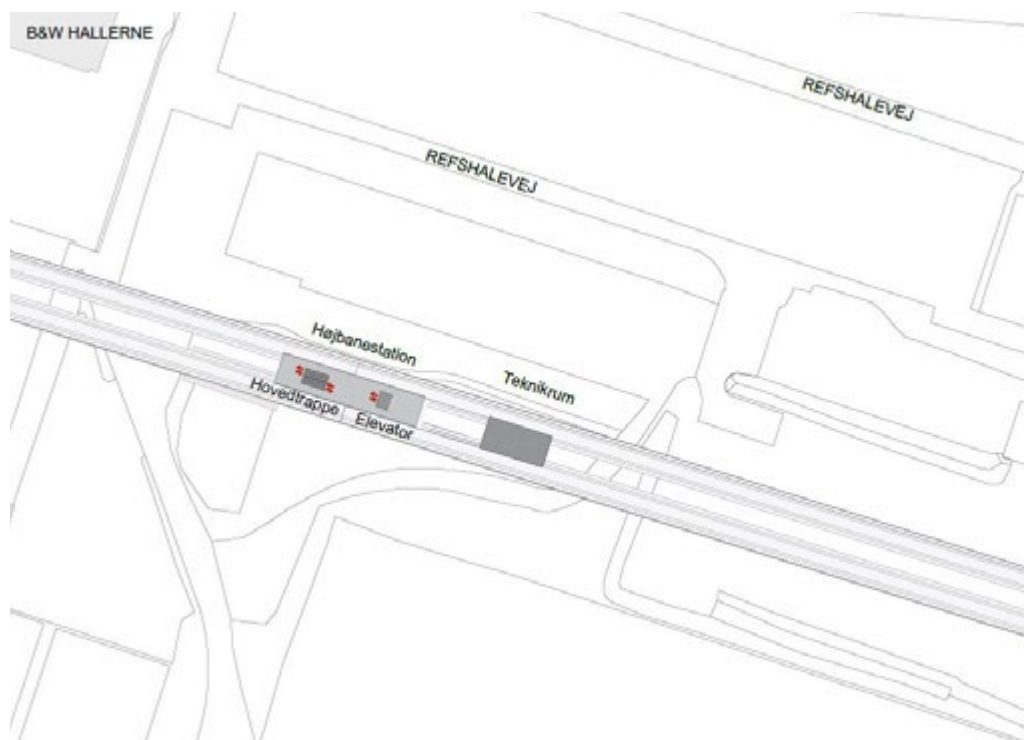 B&W HALLERNE
REFSHALEVEJ
REFSHALEVEJ
Højbanestation
Teknikrum
Hovedtrappe
Elevator